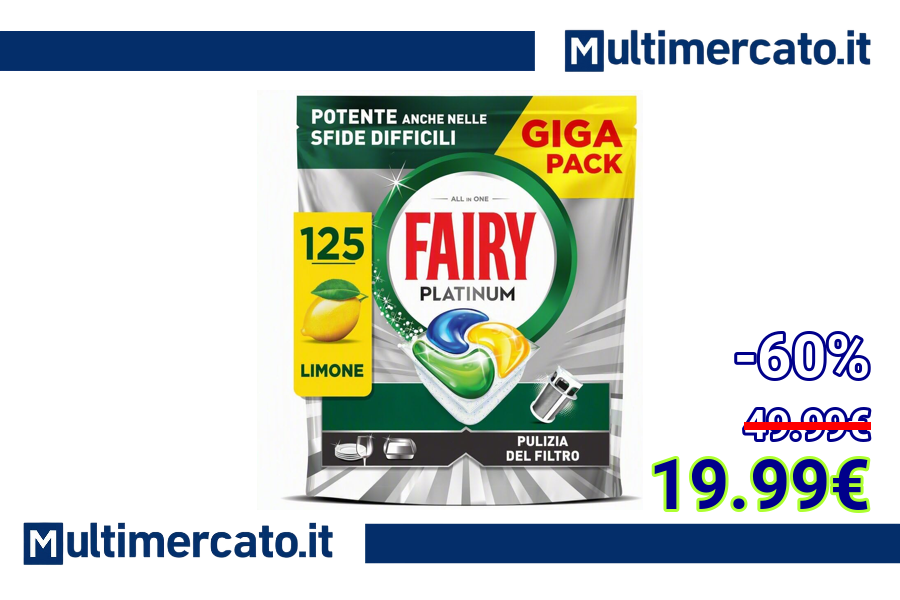 Multimercato.it
POTENTE ANCHE NELLE
SFIDE DIFFICILI
GIGA
PACK
ALL IN ONE
125
FAIRY
PLATINUM
LIMONE
PULIZIA
DEL FILTRO
-60%
49.99€
19.99€
Multimercato.it